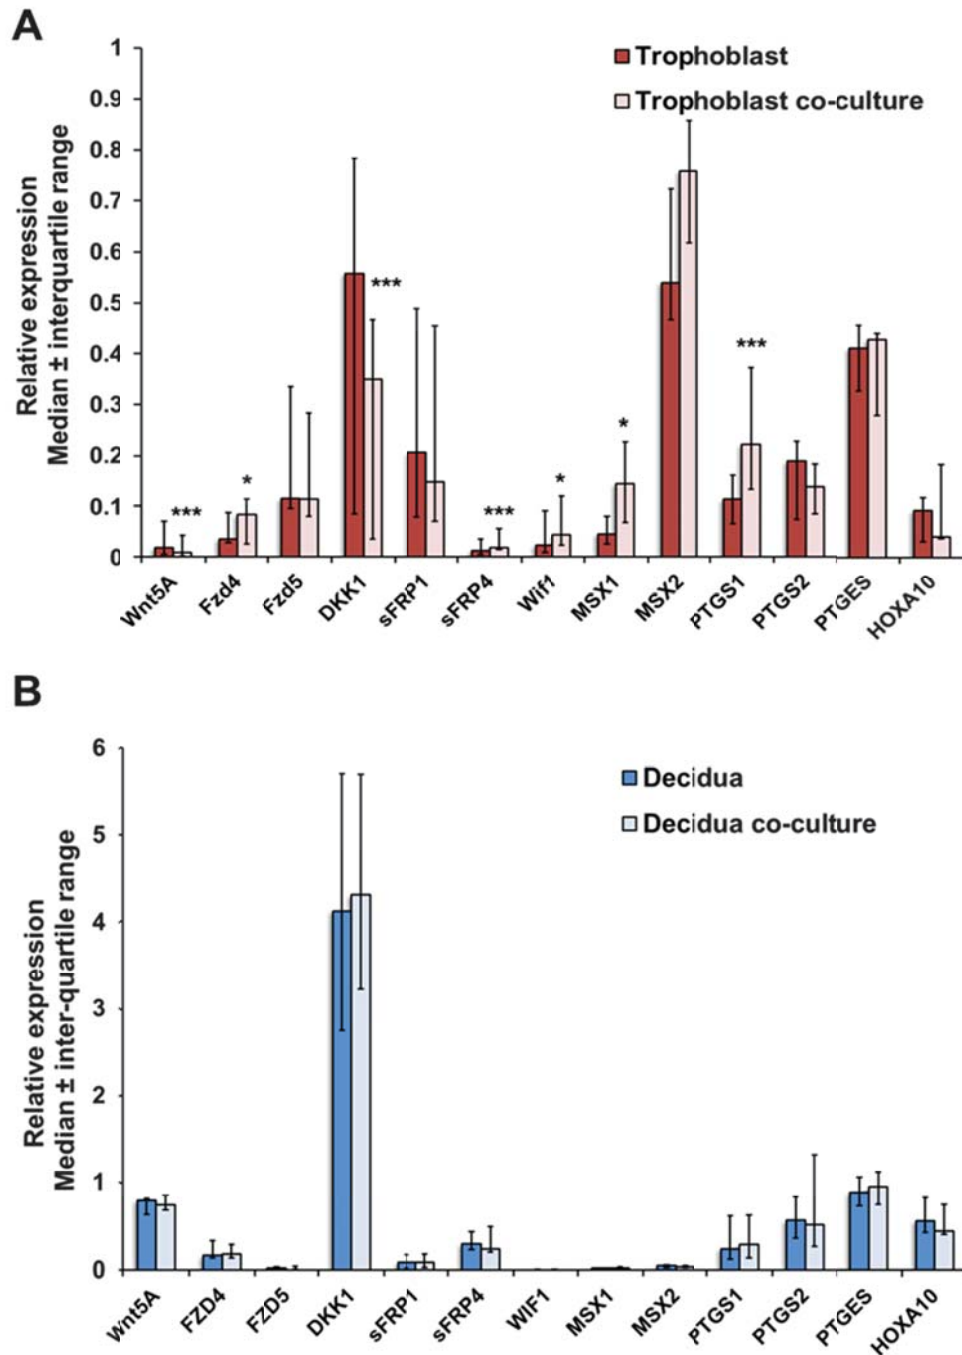 A
Trophoblast
Trophoblast co-culture
Relative expression
Median ± interquartile range
1
0.9
0.8
0.7
0.6
0.5
0.4
0.3
0.2
0.1
0
***
*
***
***
*
*
***
Wnt5A
Fzd4
Fzd5
DKK1
sFRP1
sFRP4
Wif1
MSX1
MSX2
PTGS1
PTGS2
PTGES
HOXA10
B
Decidua
Decidua co-culture
Relative expression
Median ± inter-quartile range
6
5
4
3
2
1
0
Wnt5A
FZD4
FZD5
DKK1
sFRP1
sFRP4
WIF1
MSX1
MSX2
PTGS1
PTGS2
PTGES
HOXA10